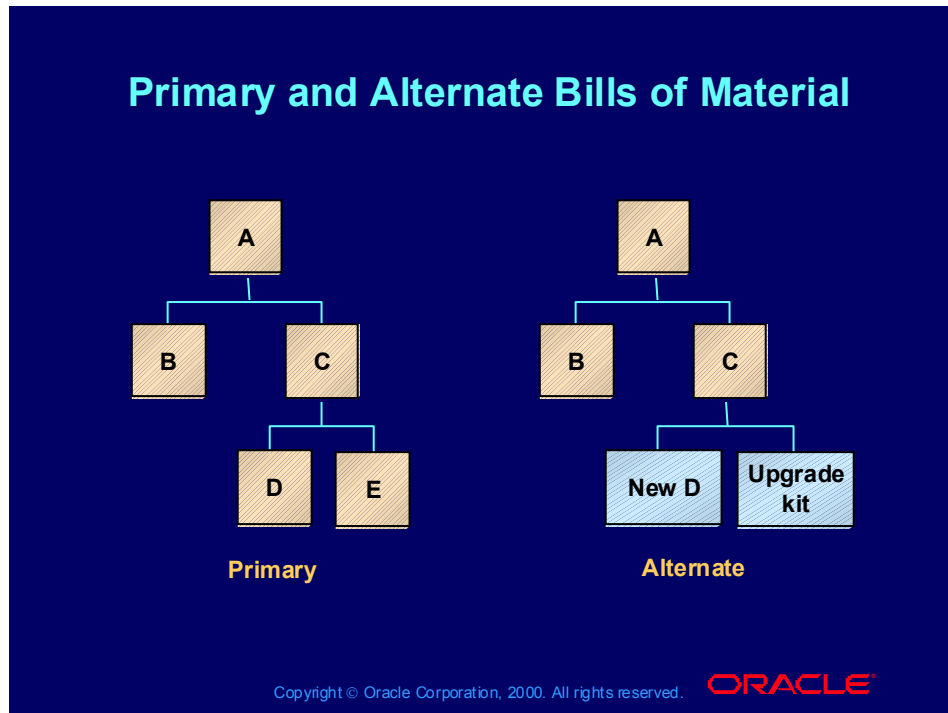 Primary and Alternate Bills of Material
A
A
B
C
B
C
D
E
New D
Upgrade
kit
Primary
Alternate
Copyright © Oracle Corporation, 2000. All rights reserved.
ORACLE®